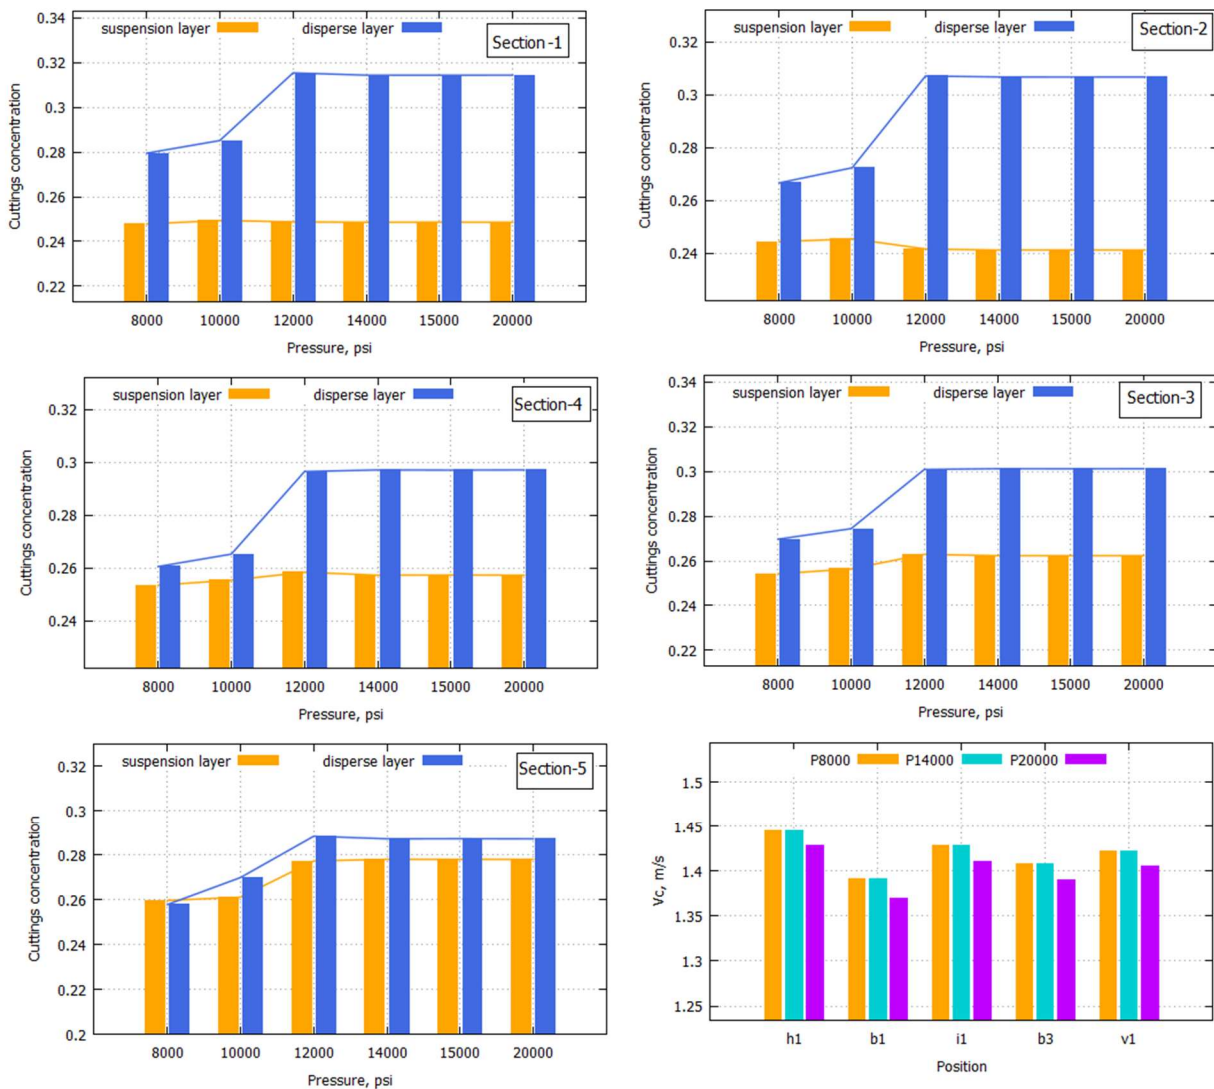 suspension layer disperse layer Section-1
0.34
0.32
0.3
0.28
0.26
0.24
0.22
Cuttings concentration
8000 10000 12000 14000 15000 20000
Pressure, psi
suspension layer disperse layer Section-2
0.32
0.3
0.28
0.26
0.24
Cuttings concentration
8000 10000 12000 14000 15000 20000
Pressure, psi
suspension layer disperse layer Section-4
0.32
0.3
0.28
0.26
0.24
Cuttings concentration
8000 10000 12000 14000 15000 20000
Pressure, psi
suspension layer disperse layer Section-3
0.34
0.32
0.3
0.28
0.26
0.24
0.22
Cuttings concentration
8000 10000 12000 14000 15000 20000
Pressure, psi
suspension layer disperse layer Section-5
0.32
0.3
0.28
0.26
0.24
0.22
0.2
Cuttings concentration
8000 10000 12000 14000 15000 20000
Pressure, psi
P8000 P14000 P20000
1.5
1.45
1.4
1.35
1.3
1.25
Vc, m/s
h1 b1 i1 b3 v1
Position